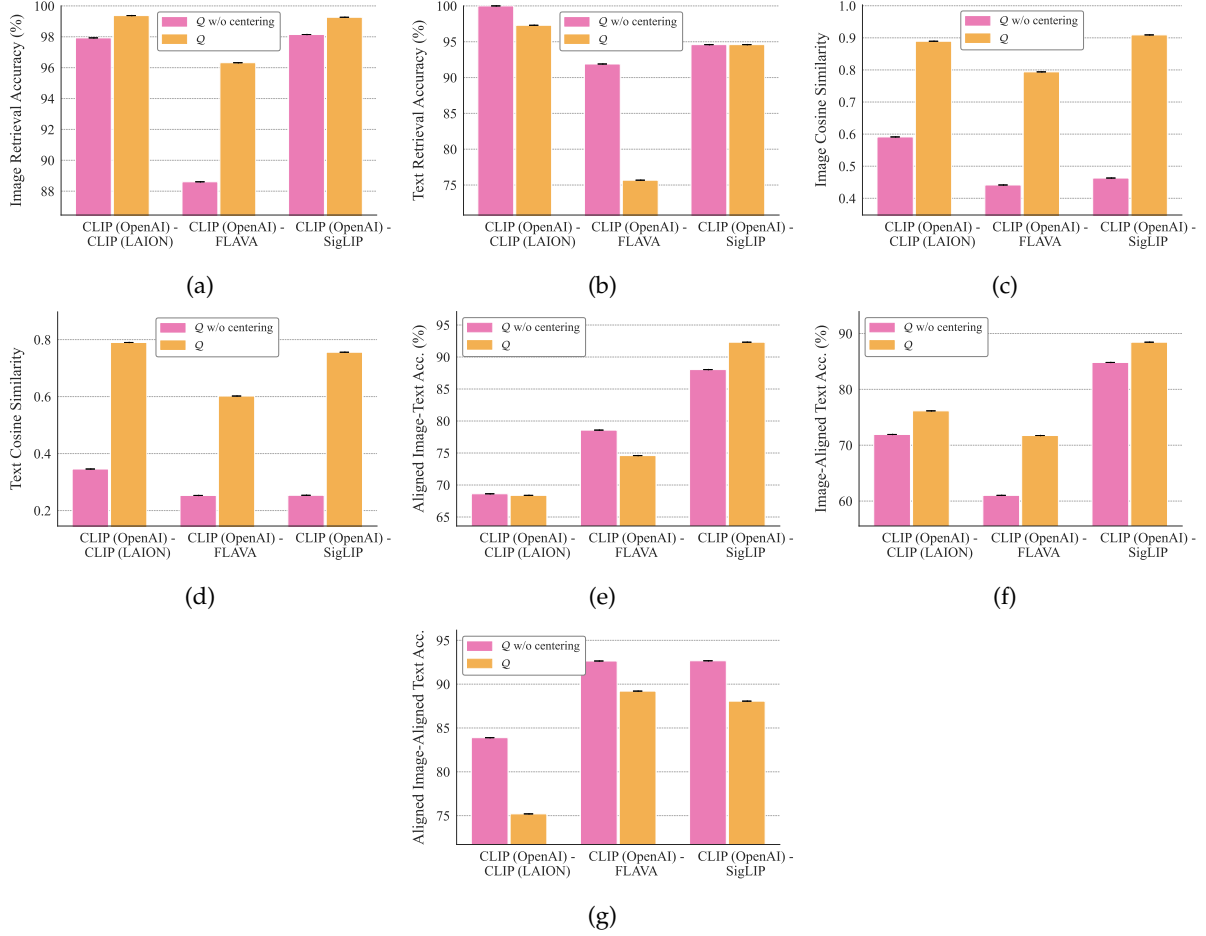 Image Retrieval Accuracy (%)
100
98
96
94
92
90
88
Q w/o centering
Q
CLIP (OpenAI) -
CLIP (LAION)
CLIP (OpenAI) -
FLAVA
CLIP (OpenAI) -
SigLIP
(a)
Text Retrieval Accuracy (%)
100
95
90
85
80
75
Q w/o centering
Q
CLIP (OpenAI) -
CLIP (LAION)
CLIP (OpenAI) -
FLAVA
CLIP (OpenAI) -
SigLIP
(b)
Image Cosine Similarity
1.0
0.9
0.8
0.7
0.6
0.5
0.4
Q w/o centering
Q
CLIP (OpenAI) -
CLIP (LAION)
CLIP (OpenAI) -
FLAVA
CLIP (OpenAI) -
SigLIP
(c)
Text Cosine Similarity
0.8
0.6
0.4
0.2
Q w/o centering
Q
CLIP (OpenAI) -
CLIP (LAION)
CLIP (OpenAI) -
FLAVA
CLIP (OpenAI) -
SigLIP
(d)
Aligned Image-Text Acc. (%)
95
90
85
80
75
70
65
Q w/o centering
Q
CLIP (OpenAI) -
CLIP (LAION)
CLIP (OpenAI) -
FLAVA
CLIP (OpenAI) -
SigLIP
(e)
Image-Aligned Text Acc. (%)
90
80
70
60
Q w/o centering
Q
CLIP (OpenAI) -
CLIP (LAION)
CLIP (OpenAI) -
FLAVA
CLIP (OpenAI) -
SigLIP
(f)
Aligned Image-Aligned Text Acc.
95
90
85
80
75
Q w/o centering
Q
CLIP (OpenAI) -
CLIP (LAION)
CLIP (OpenAI) -
FLAVA
CLIP (OpenAI) -
SigLIP
(g)